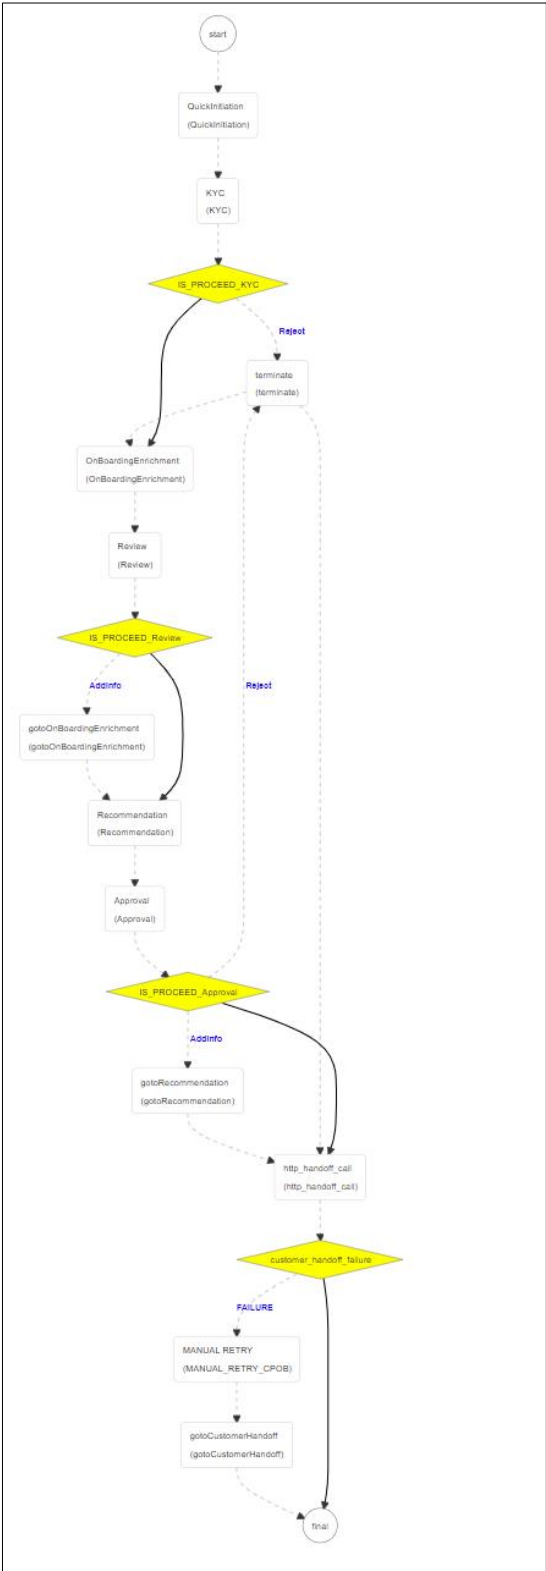 start
QuickInitiation
(QuickInitiation)
KYC
(KYC)
IS_PROCEED_KYC
Reject
terminate
(terminate)
OnBoardingEnrichment
(OnBoardingEnrichment)
Review
(Review)
IS_PROCEED_Review
AddInfo
Reject
gotoOnBoardingEnrichment
(gotoOnBoardingEnrichment)
Recommendation
(Recommendation)
Approval
(Approval)
IS_PROCEED_Approval
AddInfo
gotoRecommendation
(gotoRecommendation)
http_handoff_call
(http_handoff_call)
customer_handoff_failure
FAILURE
MANUAL RETRY
(MANUAL_RETRY_CPOB)
gotoCustomerHandoff
(gotoCustomerHandoff)
final